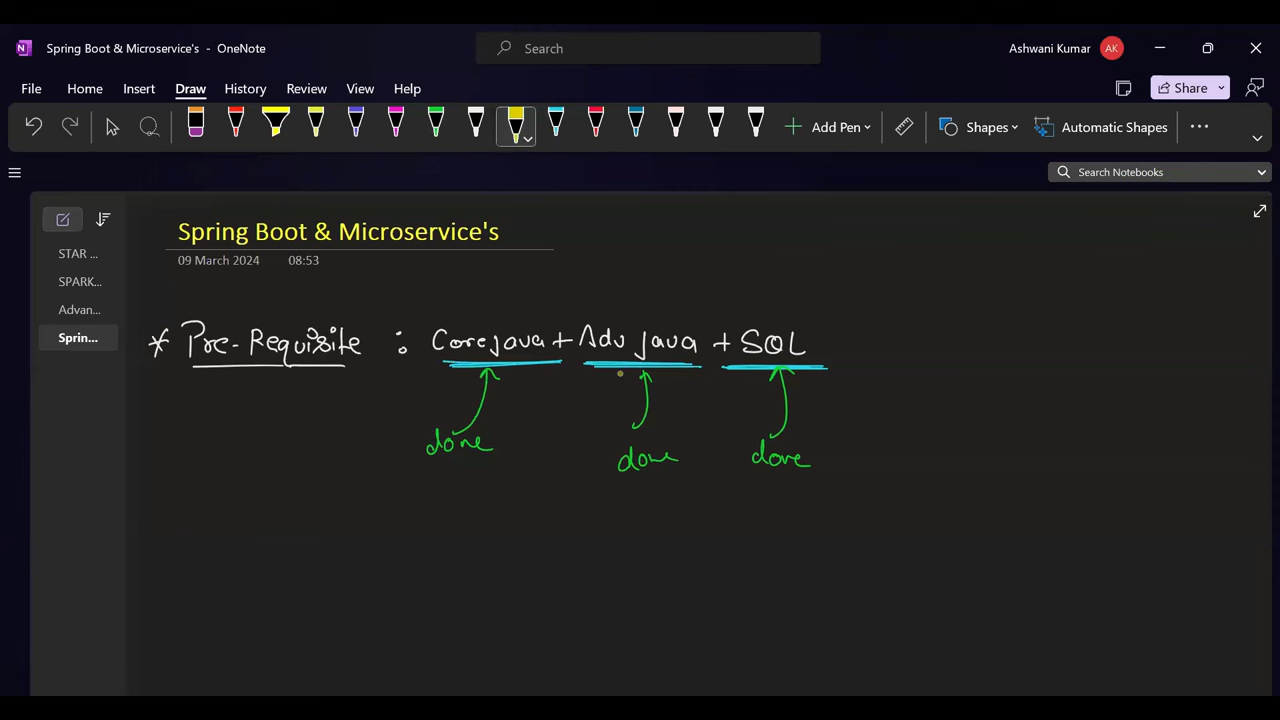 Spring Boot & Microservice's - OneNote
Search
Ashwani Kumar
AK
File Home Insert Draw History Review View Help
Share
Add Pen
Shapes
Automatic Shapes
Search Notebooks
STAR ...
SPARK...
Advan...
Sprin...
Spring Boot & Microservice's
09 March 2024 08:53
* Pre-Requisite : Core java + Adv java + SQL
done done done